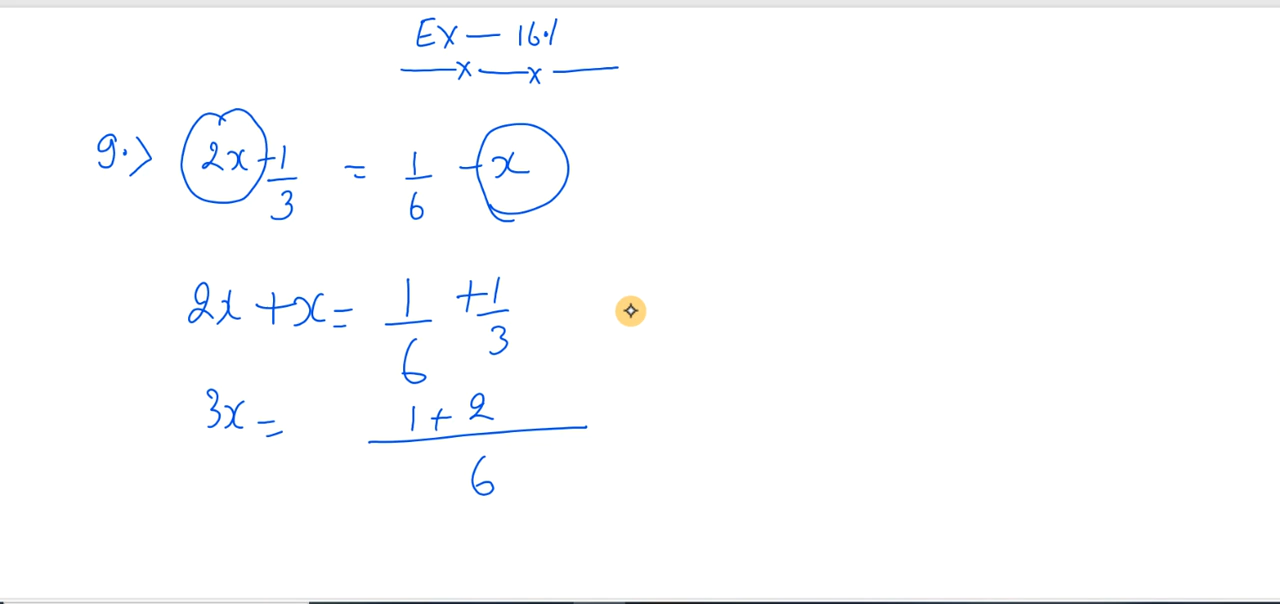 Ex - 16.1
9.> 2x - 1/3 = 1/6 - x
2x + x = 1/6 + 1/3
3x = 1 + 2 / 6